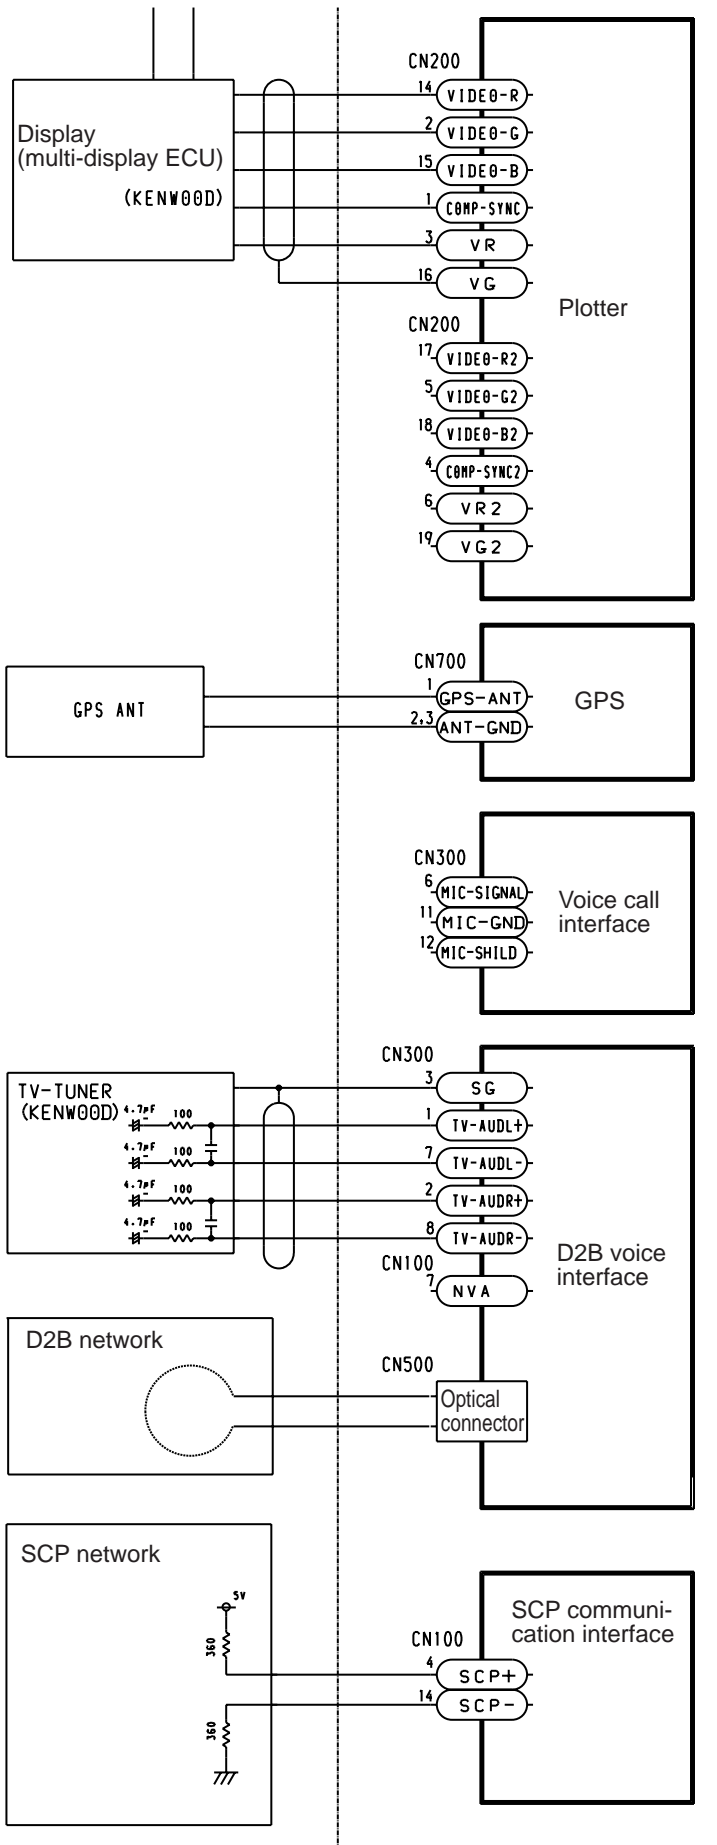 CN200
14 VIDEO-R
Display
(multi-display ECU)
(KENWOOD)
2 VIDEO-G
15 VIDEO-B
1 COMP-SYNC
3 VR
16 VG
Plotter
CN200
17 VIDEO-R2
5 VIDEO-G2
18 VIDEO-B2
4 COMP-SYNC2
6 VR2
19 VG2
CN700
GPS ANT
1 GPS-ANT
2,3 ANT-GND
GPS
CN300
6 MIC-SIGNAL
11 MIC-GND
12 MIC-SHILD
Voice call
interface
CN300
TV-TUNER
(KENWOOD)
3 SG
4.7µF 100
1 TV-AUDL+
4.7µF 100
7 TV-AUDL-
4.7µF 100
2 TV-AUDR+
4.7µF 100
8 TV-AUDR-
D2B voice
interface
CN100
7 NVA
D2B network
CN500
Optical
connector
SCP network
5V
360
360
SCP communi-
cation interface
CN100
4 SCP+
14 SCP-